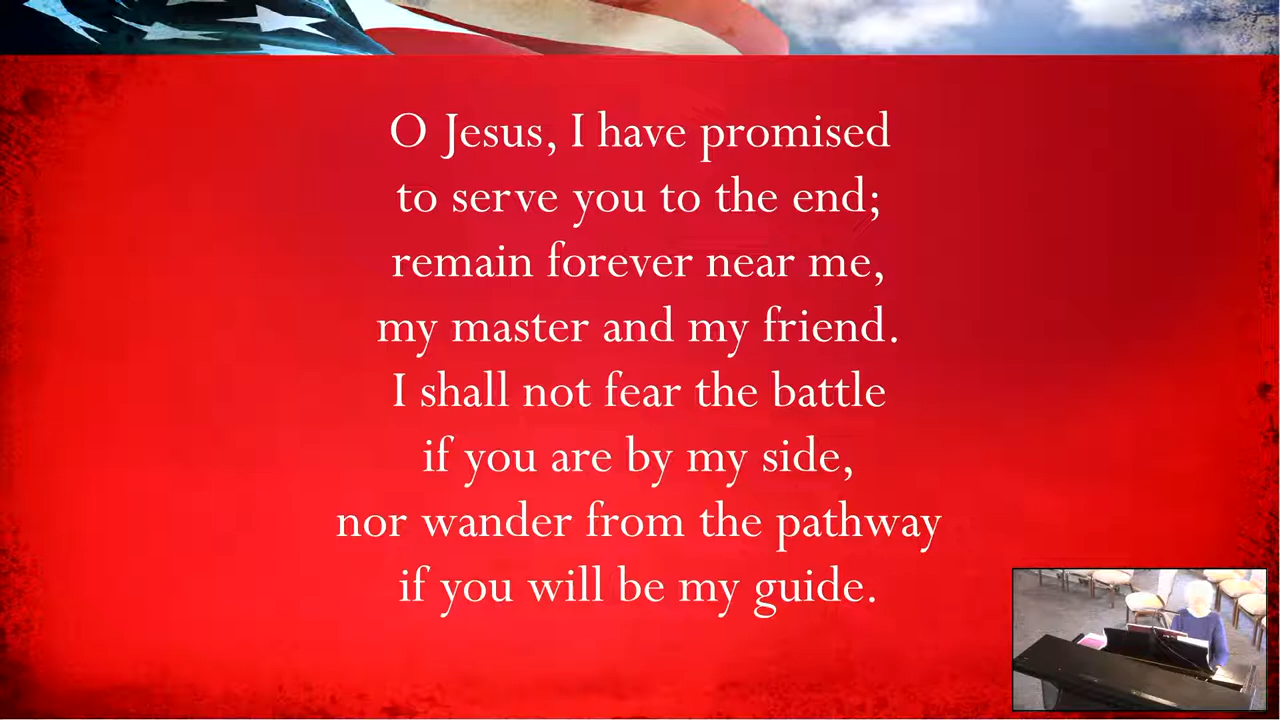 O Jesus, I have promised
to serve you to the end;
remain forever near me,
my master and my friend.
I shall not fear the battle
if you are by my side,
nor wander from the pathway
if you will be my guide.